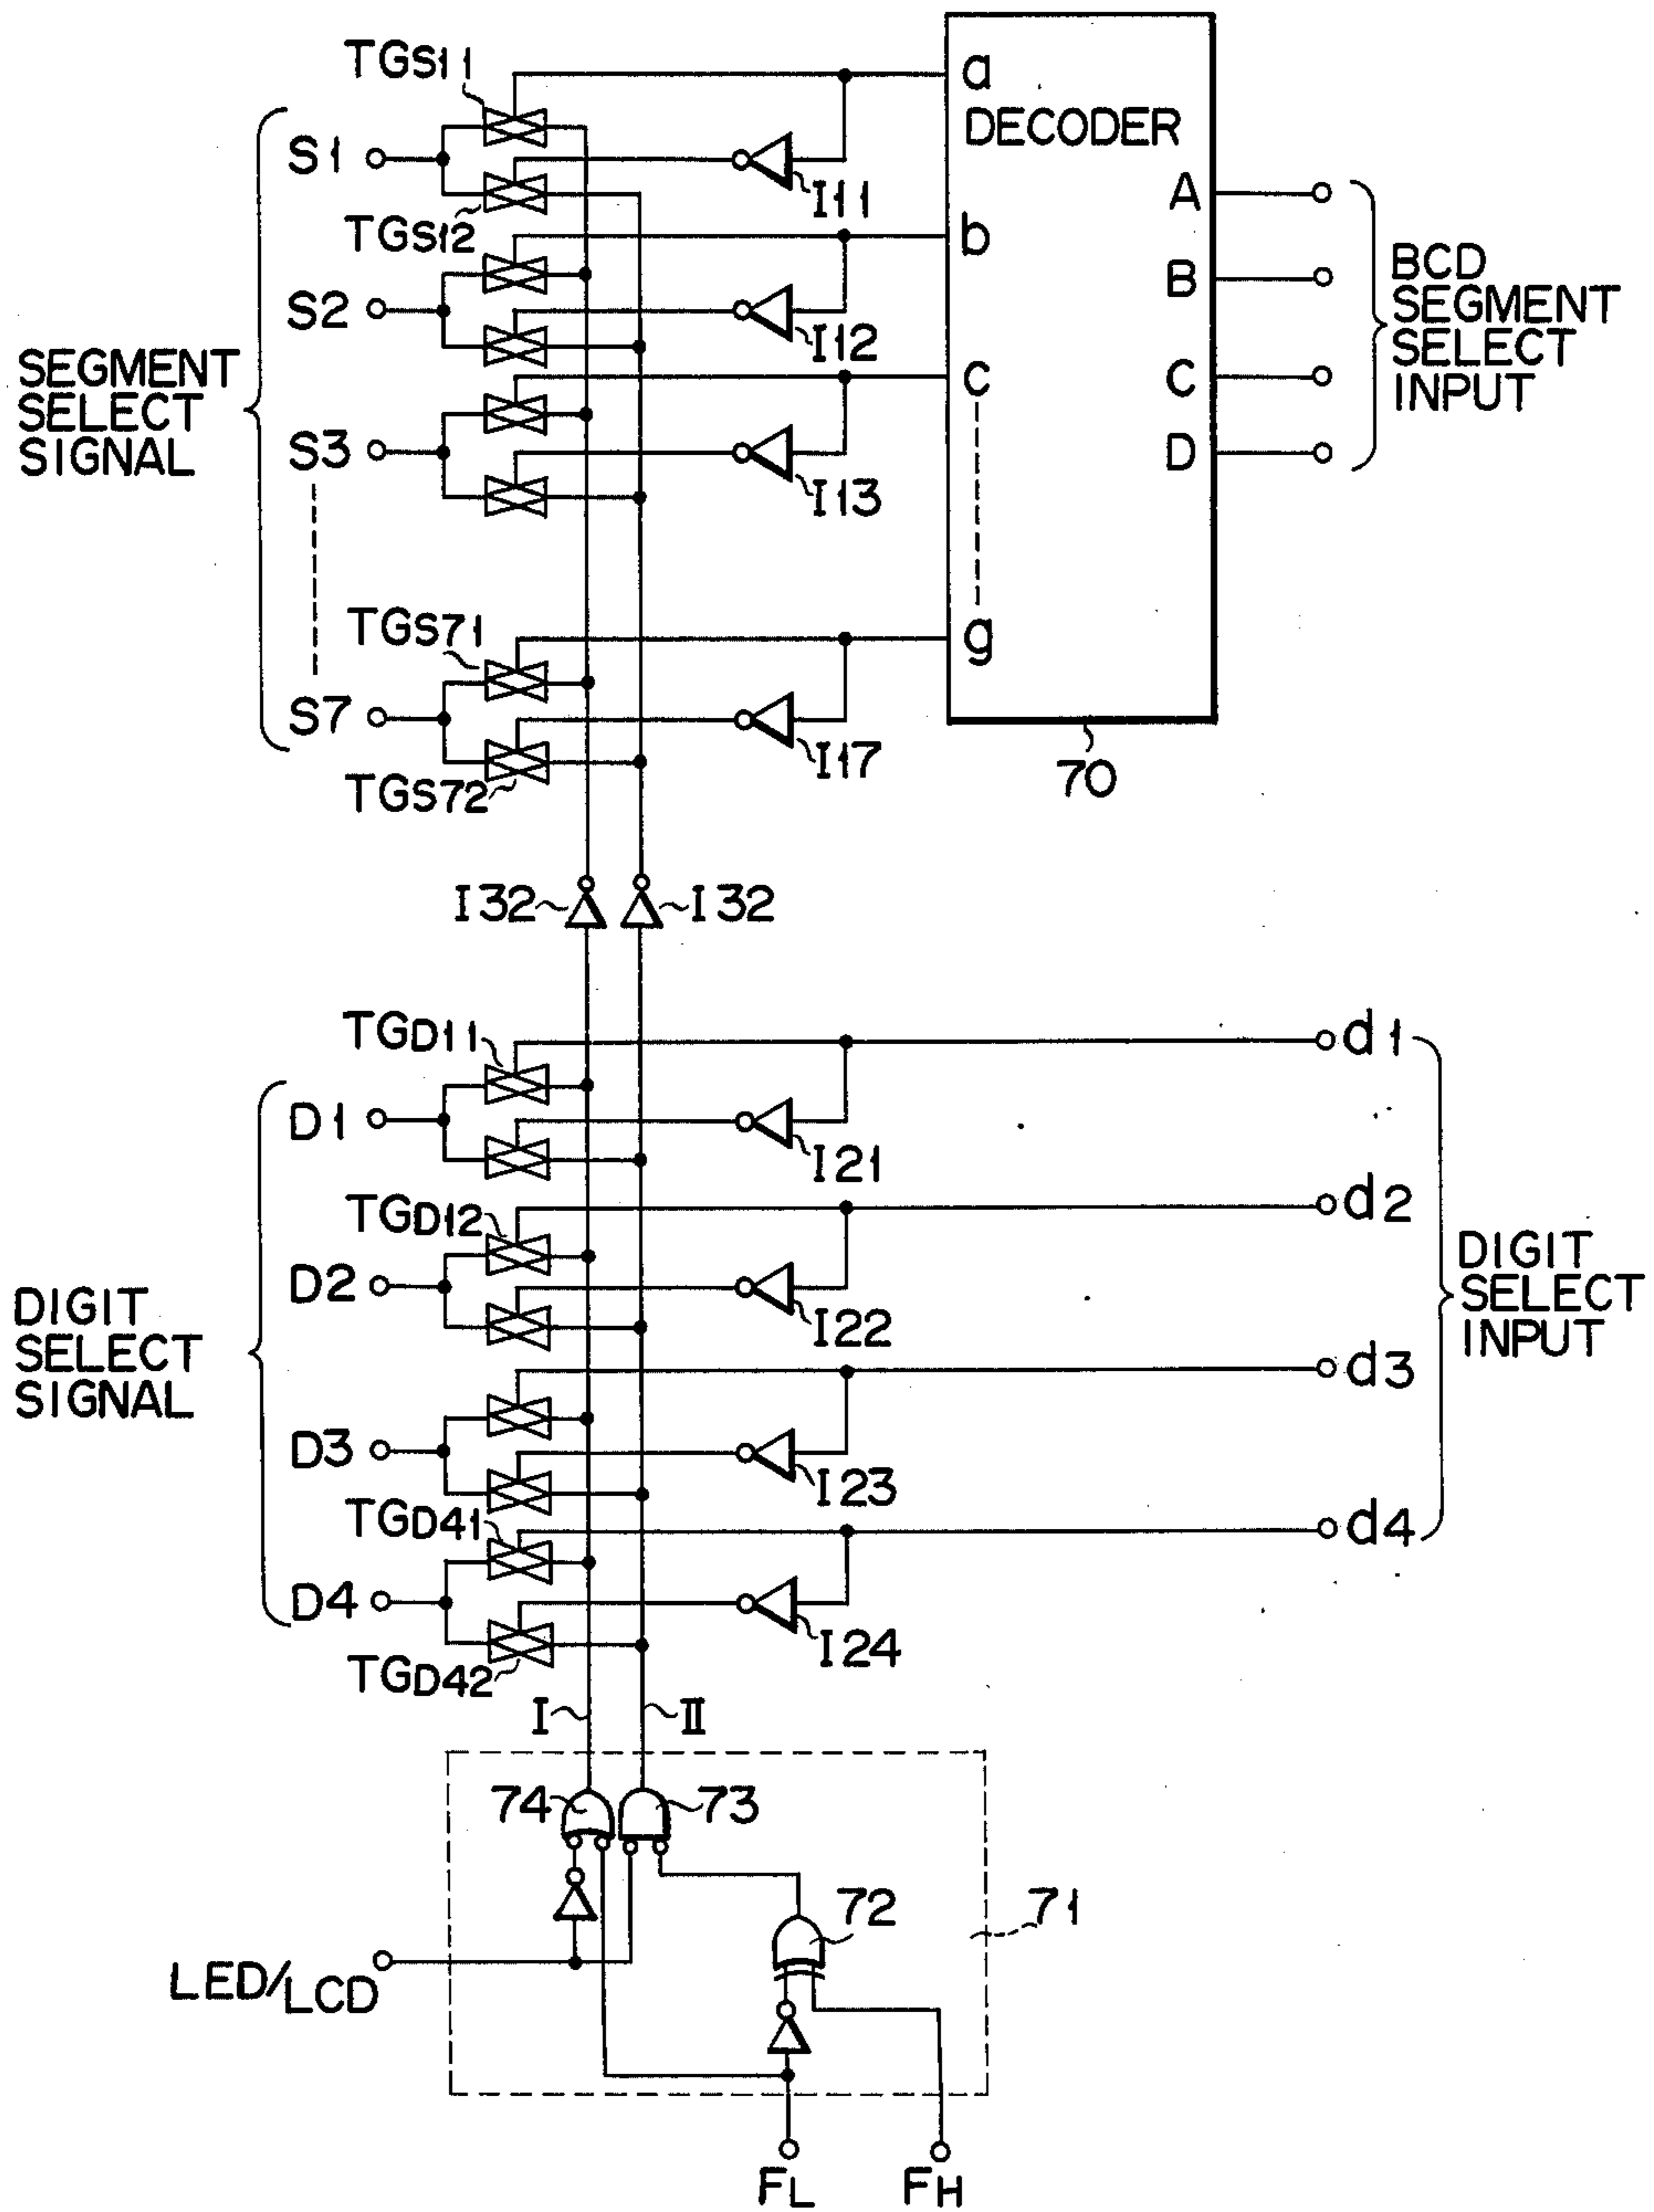 TGS11
a
DECODER
S1
I11
A
TGS12
b
BCD
SEGMENT
SELECT
INPUT
B
S2
I12
SEGMENT
SELECT
SIGNAL
c
C
S3
I13
D
TGS71
g
S7
I17
TGS72
70
I32
I32
TGD11
d1
D1
I21
TGD12
d2
D2
I22
DIGIT
SELECT
SIGNAL
DIGIT
SELECT
INPUT
d3
D3
I23
TGD41
d4
D4
I24
TGD42
I
II
74
73
72
71
LED/LCD
FL
FH